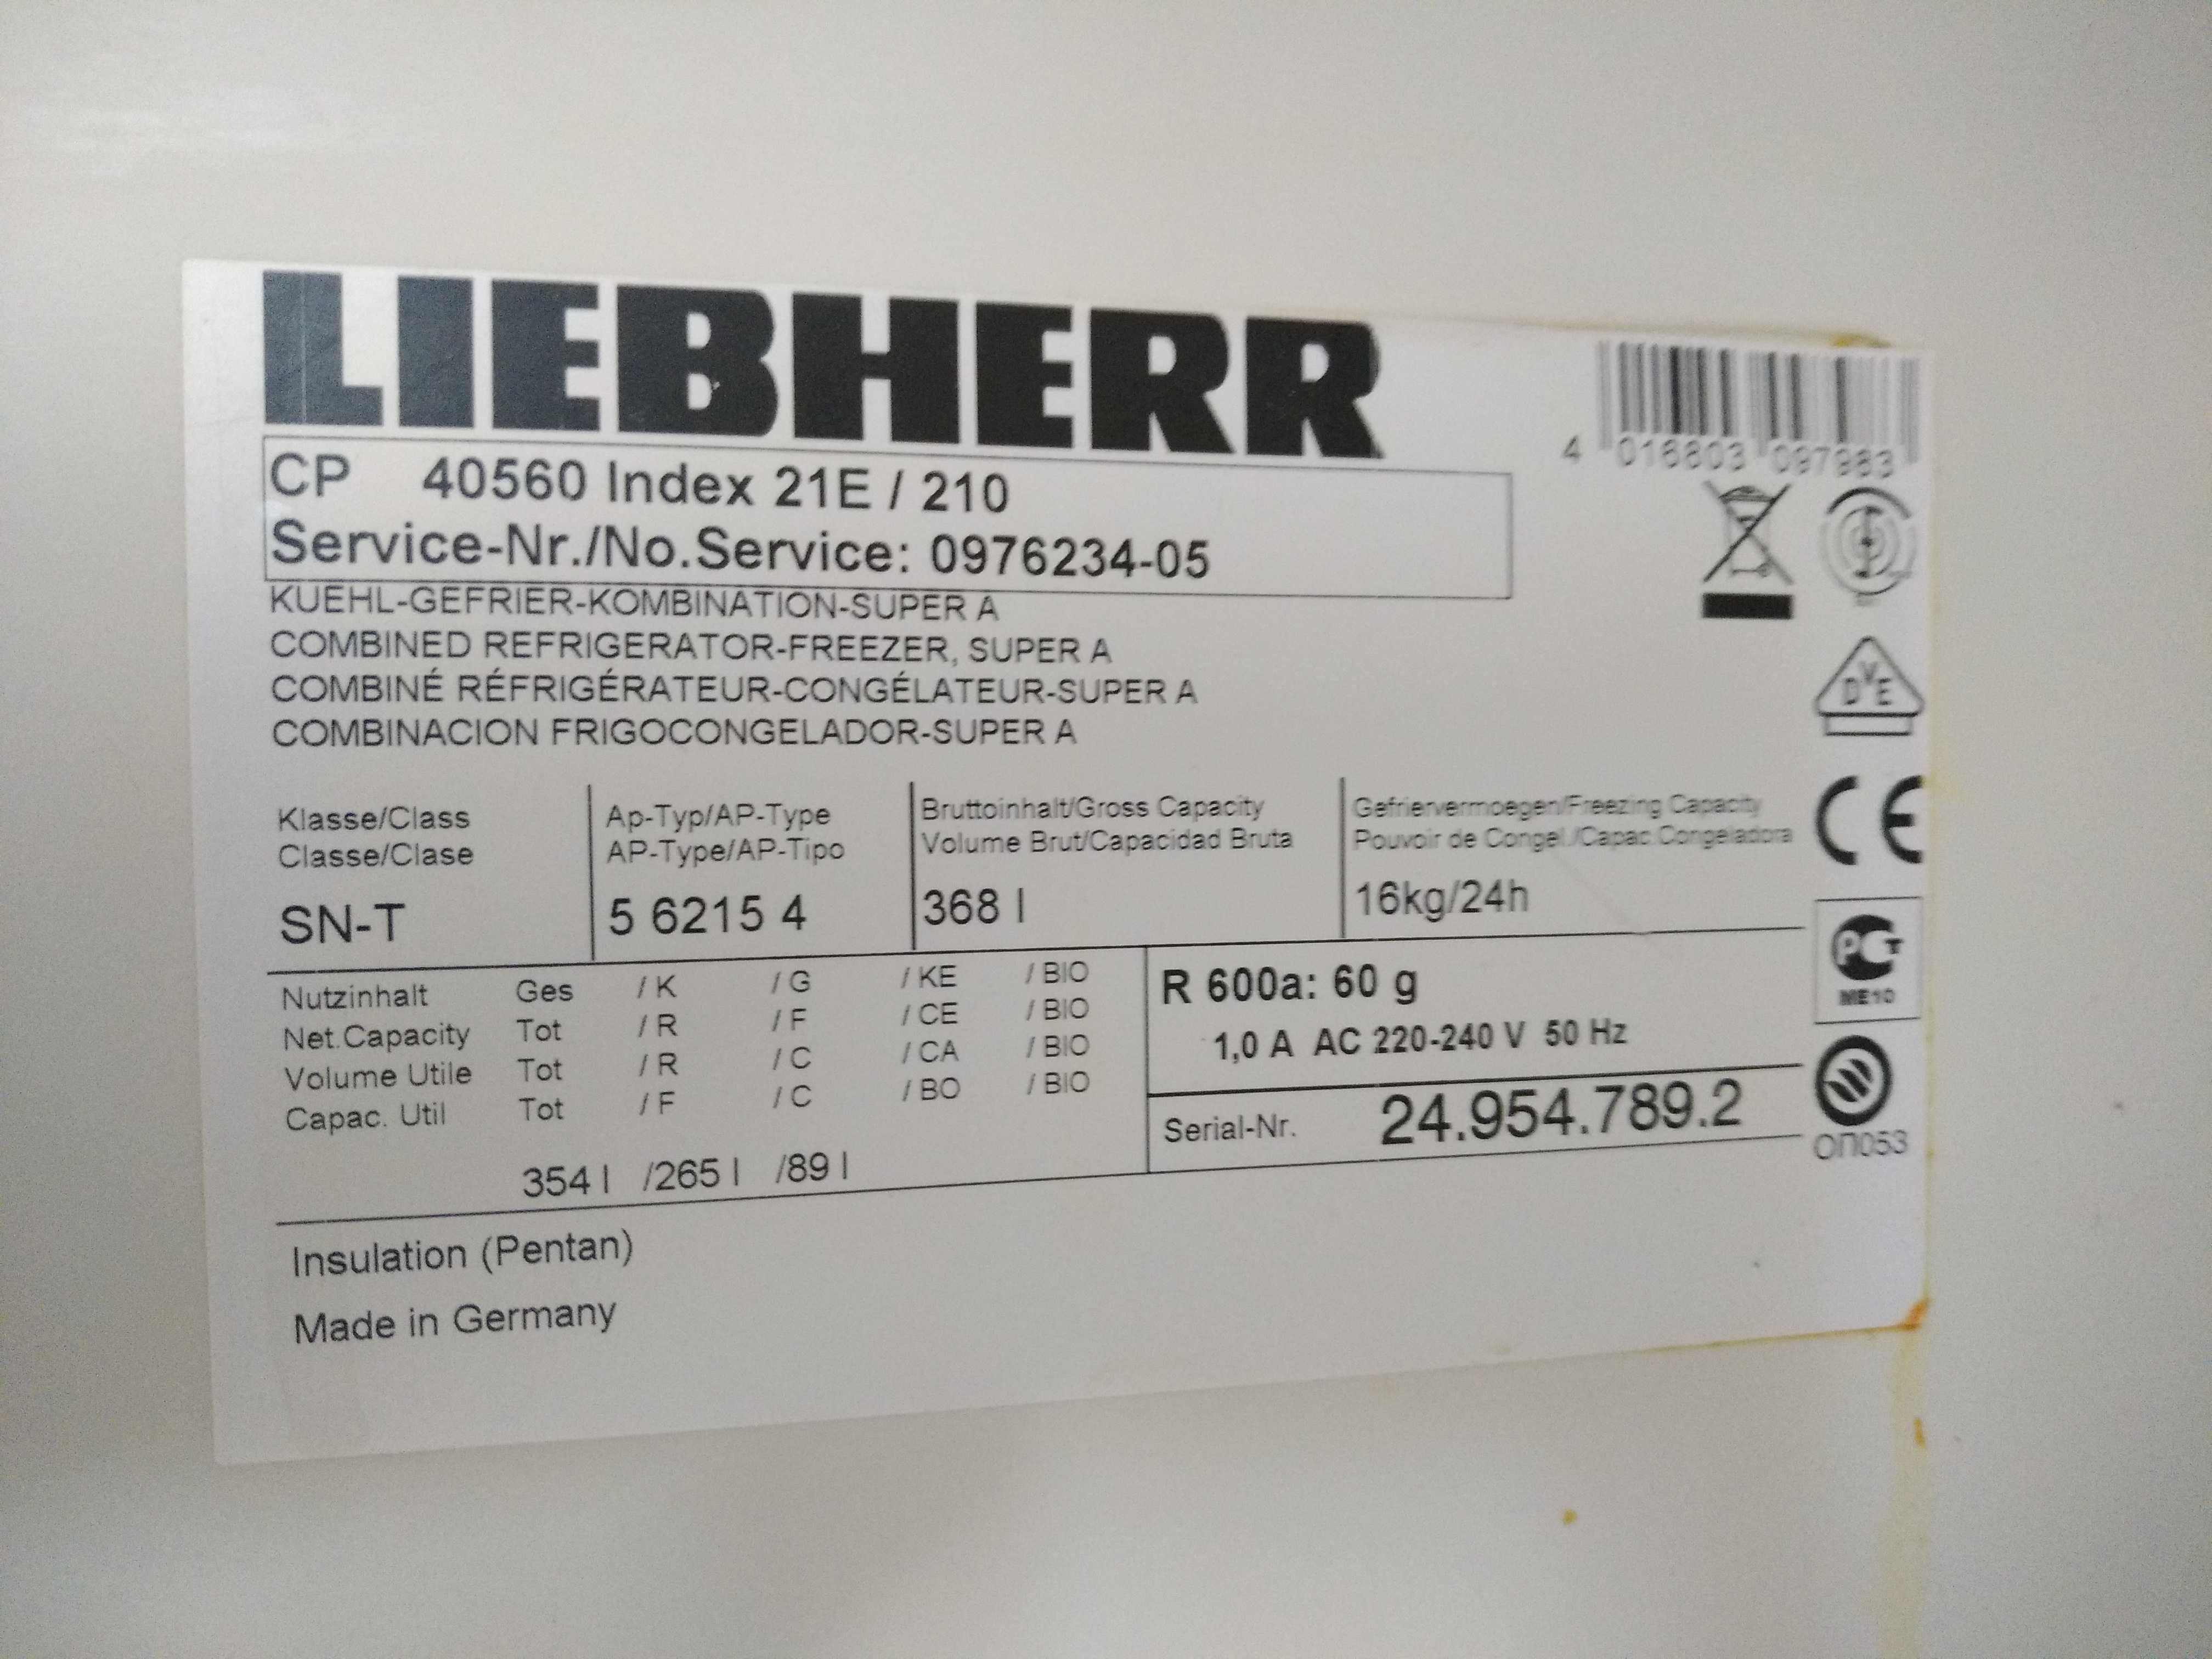 LIEBHERR
4 016803 097983
CP 40560 Index 21E / 210
Service-Nr./No.Service: 0976234-05
KUEHL-GEFRIER-KOMBINATION-SUPER A
COMBINED REFRIGERATOR-FREEZER, SUPER A
COMBINÉ RÉFRIGÉRATEUR-CONGÉLATEUR-SUPER A
COMBINACION FRIGOCONGELADOR-SUPER A
DVE
CE
Klasse/Class
Classe/Clase
SN-T
Ap-Typ/AP-Type
AP-Type/AP-Tipo
5 6215 4
Bruttoinhalt/Gross Capacity
Volume Brut/Capacidad Bruta
368 l
Gefriervermoegen/Freezing Capacity
Pouvoir de Congel./Capac.Congeladora
16kg/24h
РСТ
ME10
Nutzinhalt Ges / K / G / KE / BIO
Net.Capacity Tot / R / F / CE / BIO
Volume Utile Tot / R / C / CA / BIO
Capac. Util Tot / F / C / BO / BIO
354 l /265 l /89 l
R 600a: 60 g
1,0 A AC 220-240 V 50 Hz
Serial-Nr. 24.954.789.2
ОП053
Insulation (Pentan)
Made in Germany